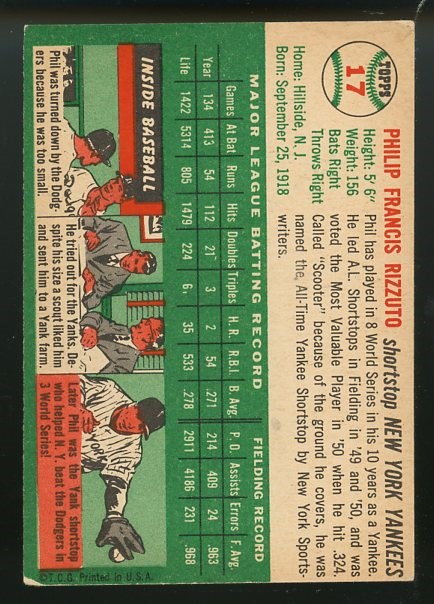 TOPPS
17
PHILIP FRANCIS RIZZUTO shortstop NEW YORK YANKEES
Height: 5' 6"
Weight: 156
Bats Right
Throws Right
Home: Hillside, N. J.
Born: September 25, 1918
Phil has played in 8 World Series in his 10 years as a Yankee.
He led A.L. Shortstops in Fielding in '49 and '50, and was
voted the Most Valuable Player in '50 when he hit .324.
Called "Scooter" because of the ground he covers, he was
named the All-Time Yankee Shortstop by New York Sports-
writers.
MAJOR LEAGUE BATTING RECORD FIELDING RECORD
Games At Bat Runs Hits Doubles Triples H. R. R.B.I. B. Avg. P. O. Assists Errors F. Avg.
Year 134 413 54 112 21 3 2 54 .271 214 409 24 .963
Life 1422 5314 805 1479 224 6 35 533 .278 2911 4186 231 .968
INSIDE BASEBALL
Phil was turned down by the Dodg-
ers because he was too small.
He tried out for the Yanks. De-
spite his size a scout liked him
and sent him to a Yank farm
Later Phil was the Yank shortstop
who helped N. Y. beat the Dodgers in
3 World Series!
©T.C.G. Printed in U.S.A.